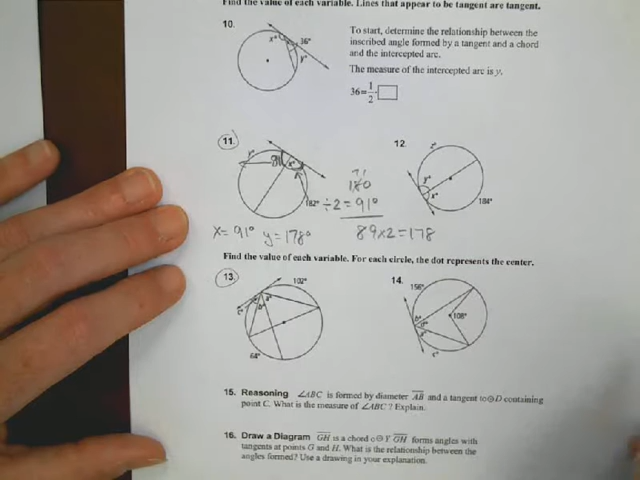 Find the value of each variable. Lines that appear to be tangent are tangent.
10.
x° 36°
y°
To start, determine the relationship between the
inscribed angle formed by a tangent and a chord
and the intercepted arc.
The measure of the intercepted arc is y.
36 = 1/2
11.
y° 89 x°
182° ÷2 = 91°
180
x = 91° y = 178°
89 x 2 = 178
12.
y°
x°
184°
Find the value of each variable. For each circle, the dot represents the center.
13.
102°
64°
14.
156°
108°
15. Reasoning ∠ABC is formed by diameter AB and a tangent to ⊙D containing
point C. What is the measure of ∠ABC? Explain.
16. Draw a Diagram GH is a chord o⊙Y. GH forms angles with
tangents at points G and H. What is the relationship between the
angles formed? Use a drawing in your explanation.